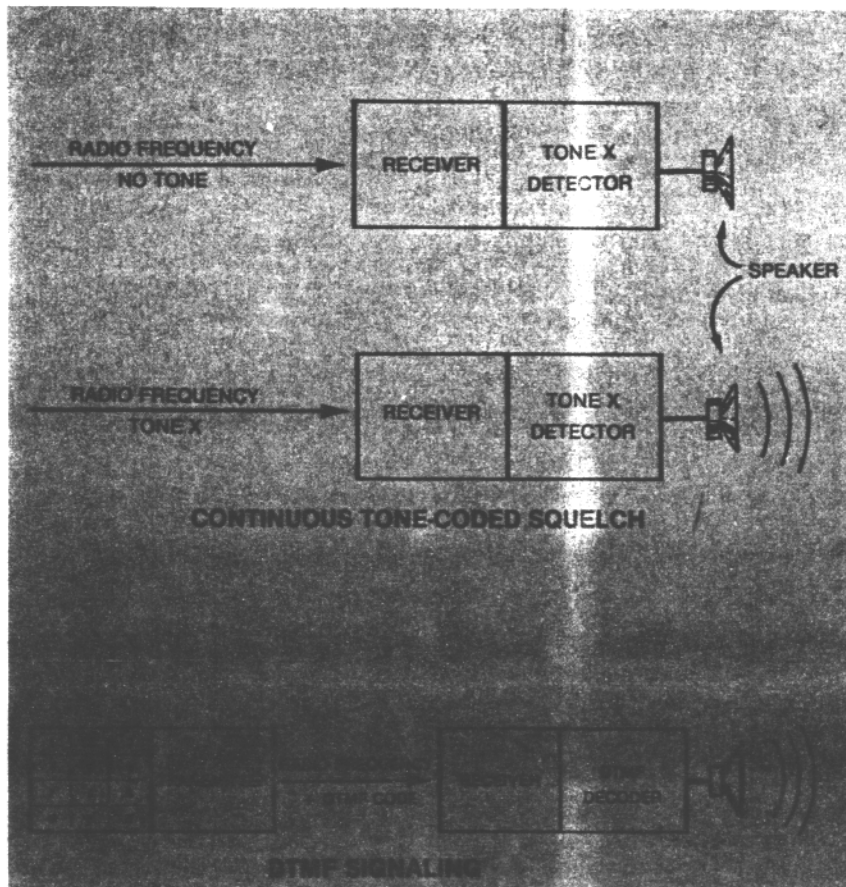 RADIO FREQUENCY
NO TONE
RECEIVER
TONE X
DETECTOR
SPEAKER
RADIO FREQUENCY
TONE X
RECEIVER
TONE X
DETECTOR
CONTINUOUS TONE-CODED SQUELCH
+ DTMF CODE
RECEIVER
DTMF
DECODER
DTMF SIGNALING